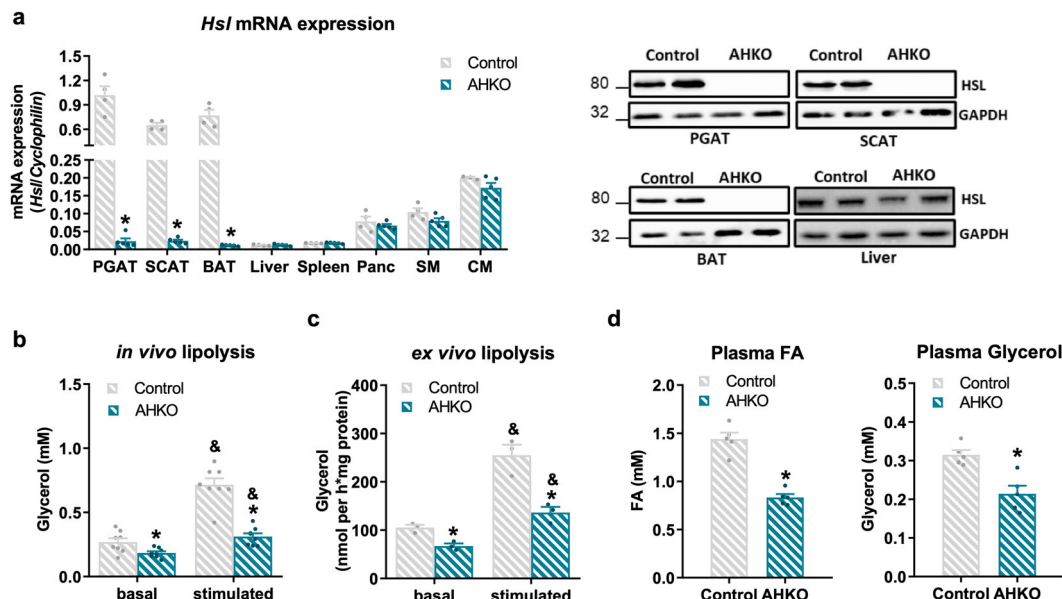 a
Hsl mRNA expression
mRNA expression
(Hsl/Cyclophilin)
1.5
1.2
0.9
0.6
0.25
0.20
0.15
0.10
0.05
0.00
Control
AHKO
* * *
PGAT SCAT BAT Liver Spleen Panc SM CM
Control AHKO Control AHKO
80 HSL
32 GAPDH
PGAT SCAT
Control AHKO Control AHKO
80 HSL
32 GAPDH
BAT Liver
b
in vivo lipolysis
Glycerol (mM)
1.5
1.0
0.5
0.0
Control
AHKO
*
&
&
*
basal stimulated
c
ex vivo lipolysis
Glycerol
(nmol per h*mg protein)
400
300
200
100
0
Control
AHKO
*
&
&
*
basal stimulated
d
Plasma FA
FA (mM)
2.0
1.5
1.0
0.5
0.0
Control
AHKO
*
Control AHKO
Plasma Glycerol
Glycerol (mM)
0.5
0.4
0.3
0.2
0.1
0.0
Control
AHKO
*
Control AHKO